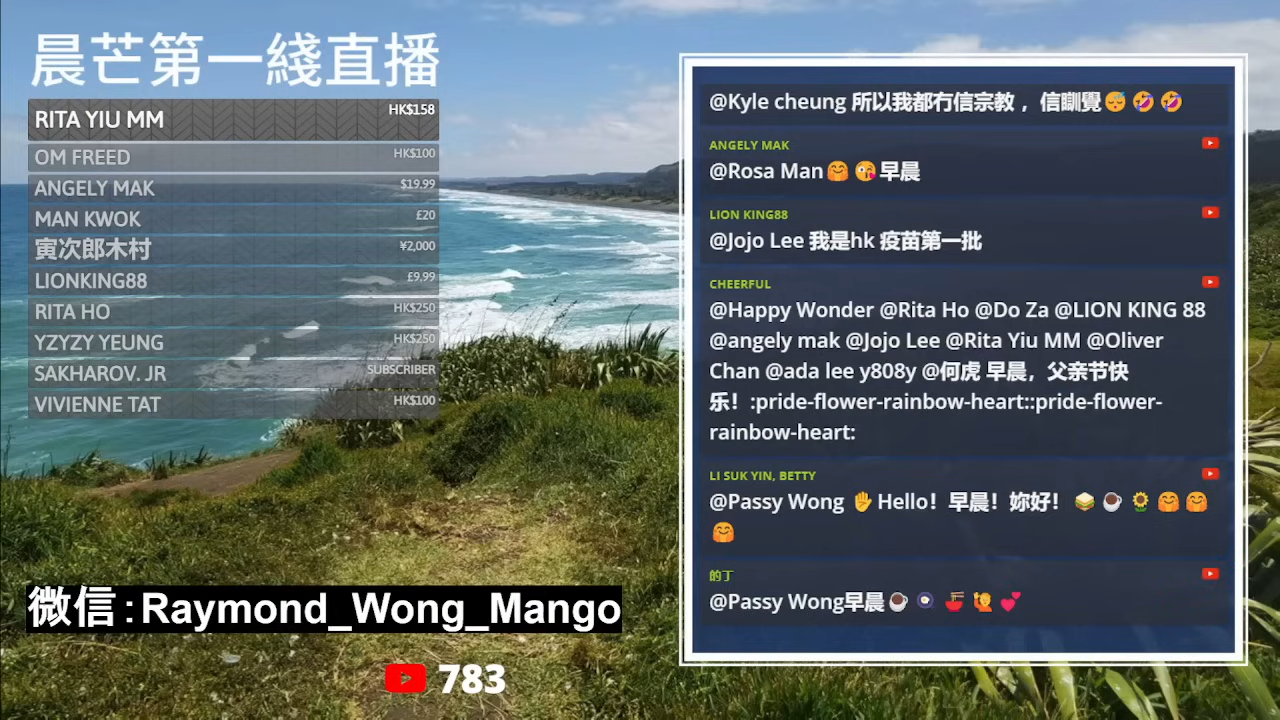 晨芒第一綫直播
RITA YIU MM HK$158
OM FREED HK$100
ANGELY MAK $19.99
MAN KWOK £20
寅次郎木村 ¥2,000
LIONKING88 £9.99
RITA HO HK$250
YZYZY YEUNG HK$250
SAKHAROV. JR SUBSCRIBER
VIVIENNE TAT HK$100
微信:Raymond_Wong_Mango
783
@Kyle cheung 所以我都冇信宗教，信瞓覺😴🤣🤣
ANGELY MAK
@Rosa Man🤗😘早晨
LION KING88
@Jojo Lee 我是hk 疫苗第一批
CHEERFUL
@Happy Wonder @Rita Ho @Do Za @LION KING 88
@angely mak @Jojo Lee @Rita Yiu MM @Oliver
Chan @ada lee y808y @何虎 早晨，父亲节快
乐！:pride-flower-rainbow-heart::pride-flower-
rainbow-heart:
LI SUK YIN, BETTY
@Passy Wong ✋Hello！早晨！妳好！ 🥪☕🌻🤗🤗
🤗
的丁
@Passy Wong早晨☕🍳🍜🙋💕